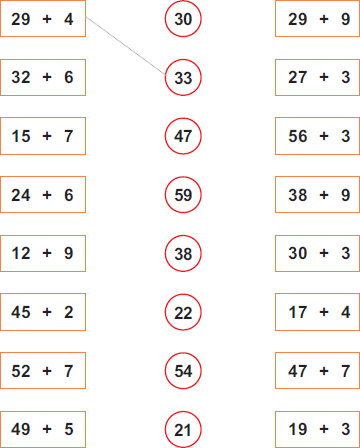 29 + 4 30 29 + 9
32 + 6 33 27 + 3
15 + 7 47 56 + 3
24 + 6 59 38 + 9
12 + 9 38 30 + 3
45 + 2 22 17 + 4
52 + 7 54 47 + 7
49 + 5 21 19 + 3